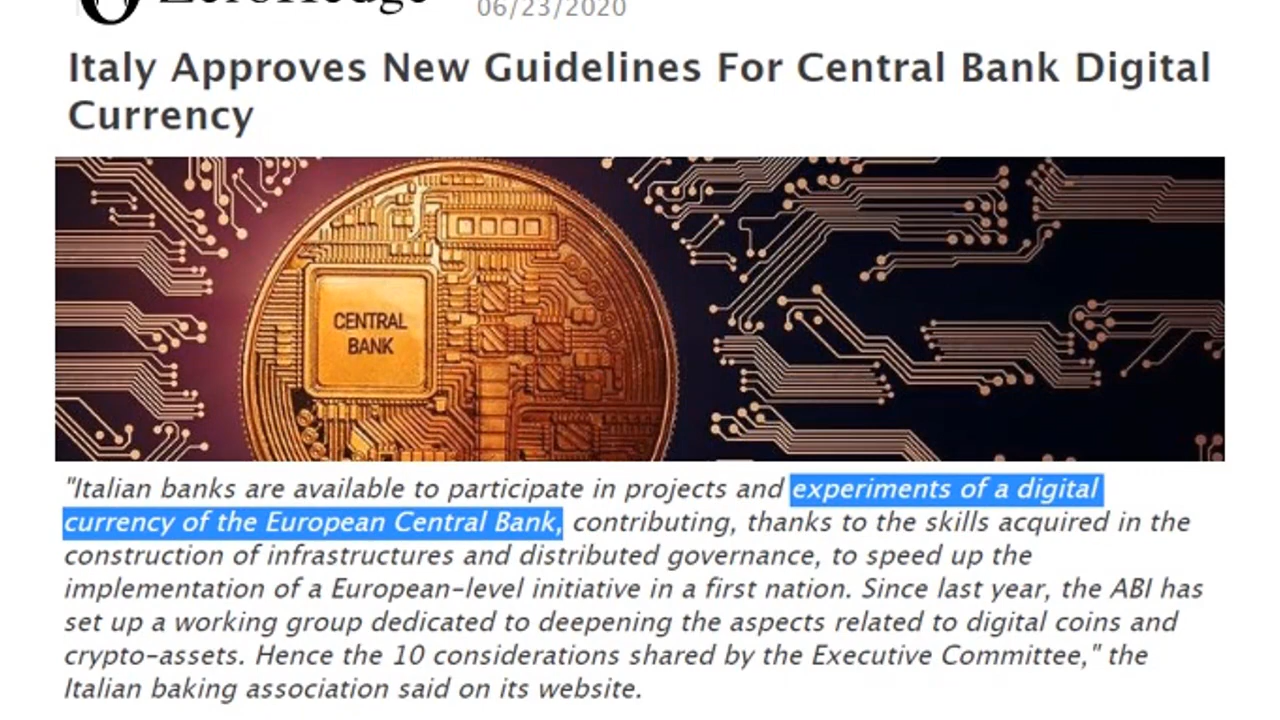 ZeroHedge 06/23/2020
Italy Approves New Guidelines For Central Bank Digital
Currency
CENTRAL
BANK
"Italian banks are available to participate in projects and experiments of a digital
currency of the European Central Bank, contributing, thanks to the skills acquired in the
construction of infrastructures and distributed governance, to speed up the
implementation of a European-level initiative in a first nation. Since last year, the ABI has
set up a working group dedicated to deepening the aspects related to digital coins and
crypto-assets. Hence the 10 considerations shared by the Executive Committee," the
Italian baking association said on its website.